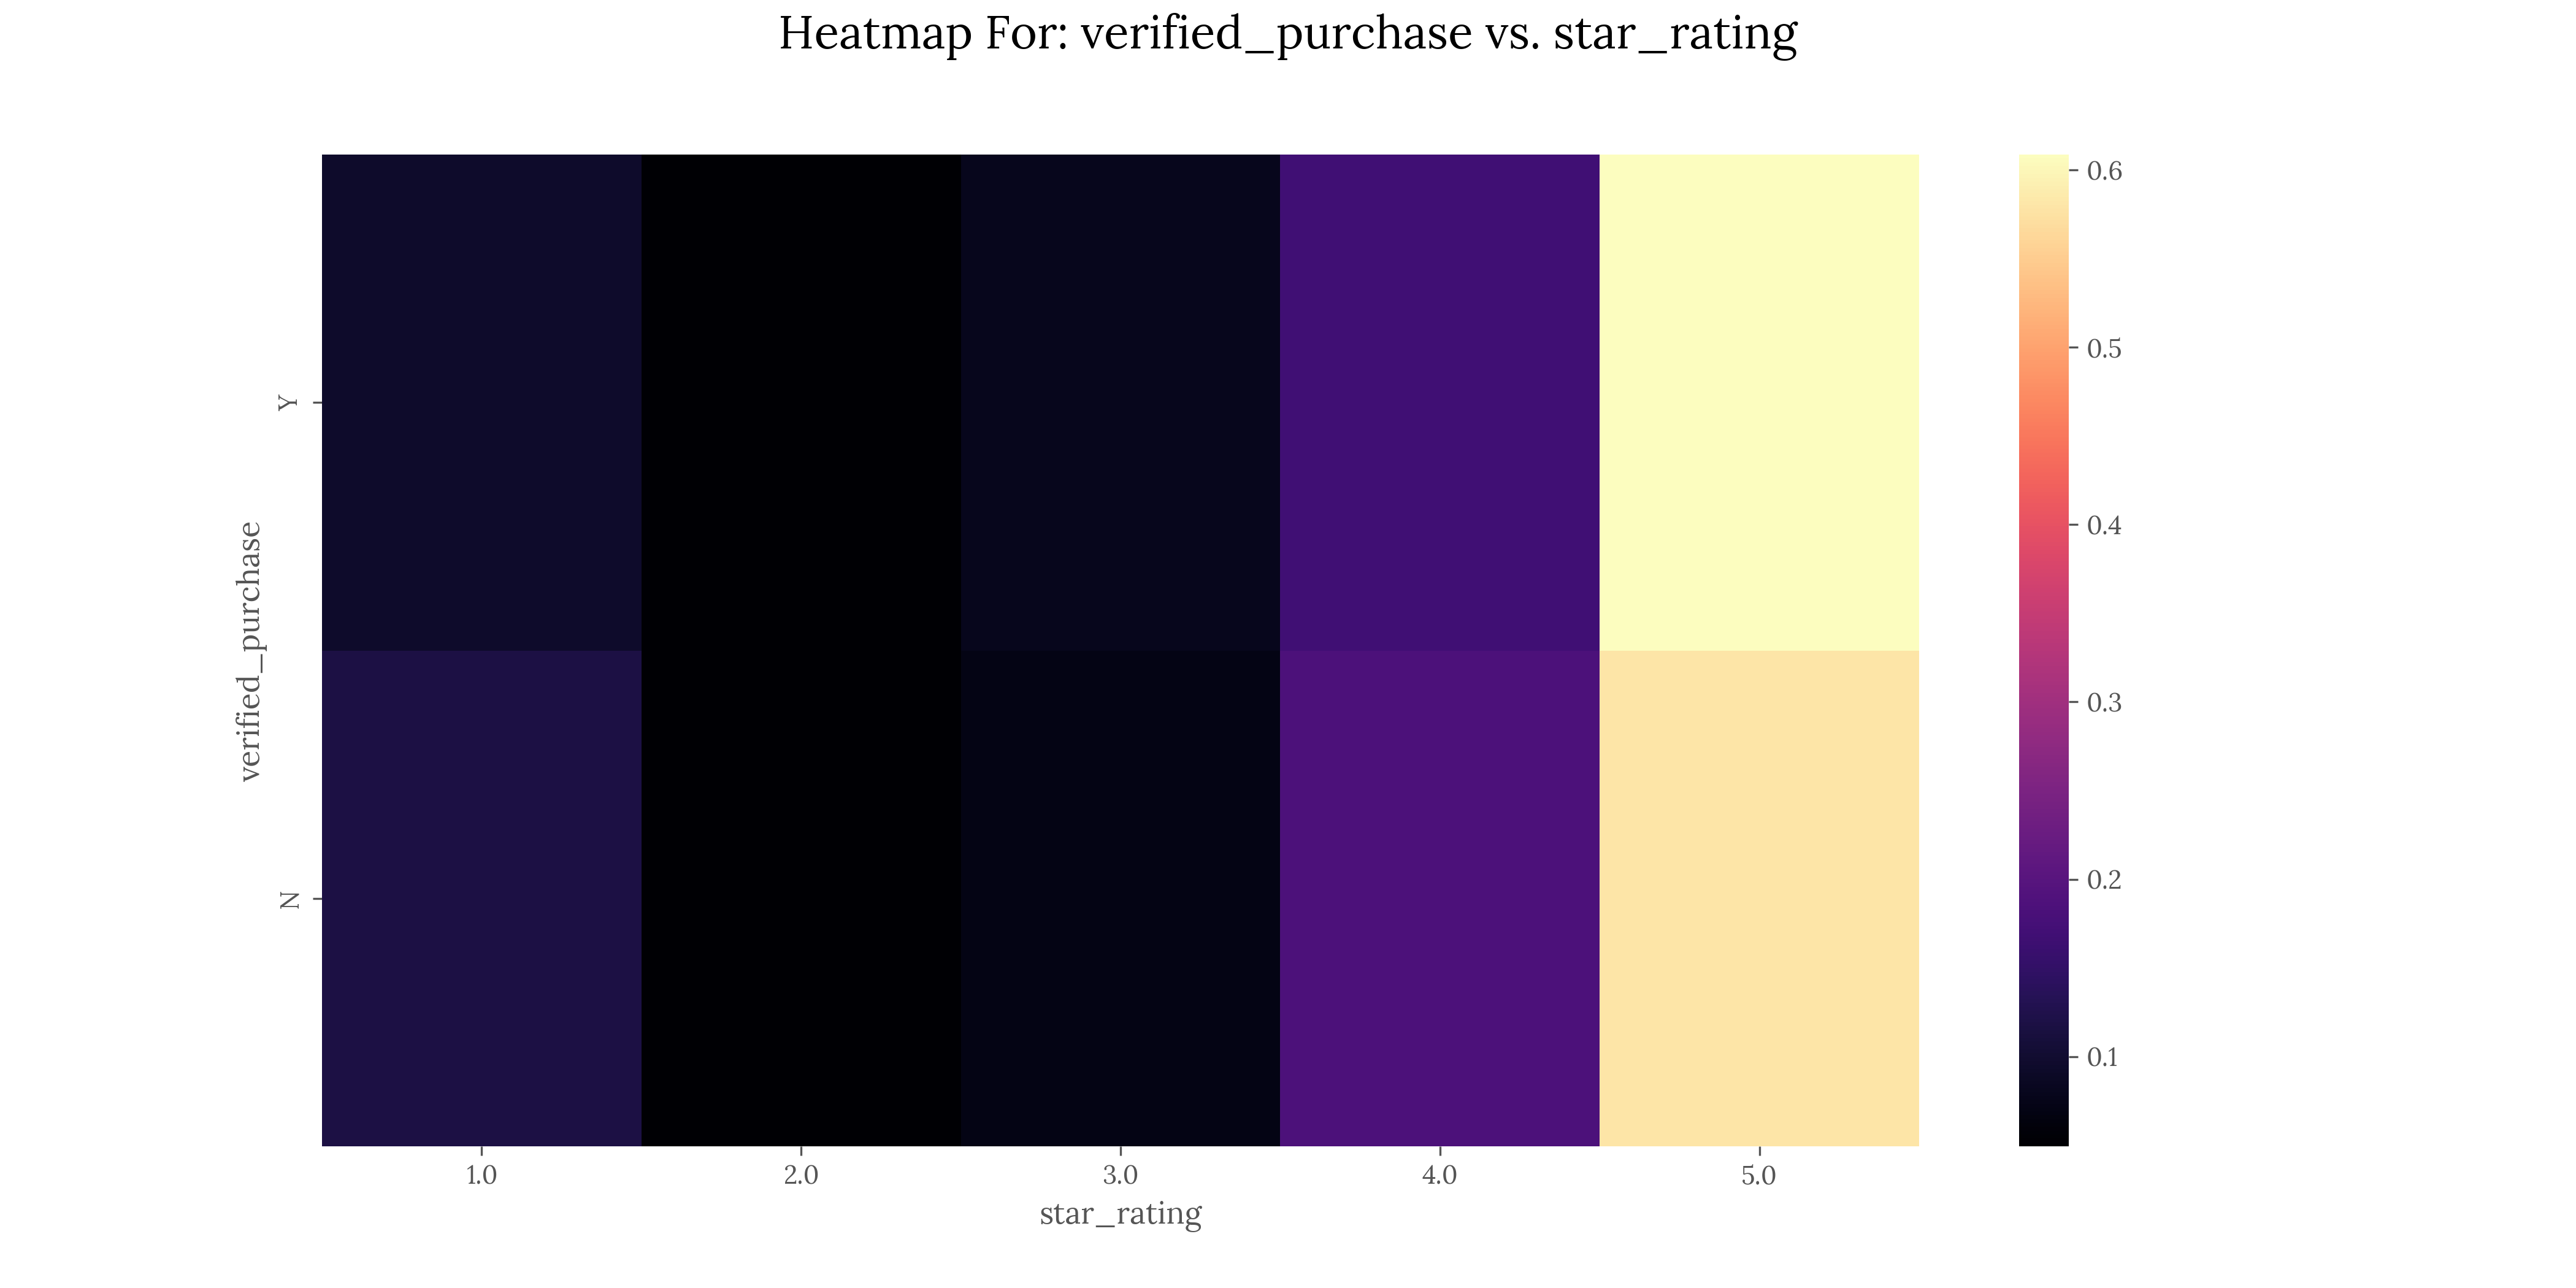 Heatmap For: verified_purchase vs. star_rating
verified_purchase
Y
N
1.0
2.0
3.0
4.0
5.0
star_rating
0.6
0.5
0.4
0.3
0.2
0.1